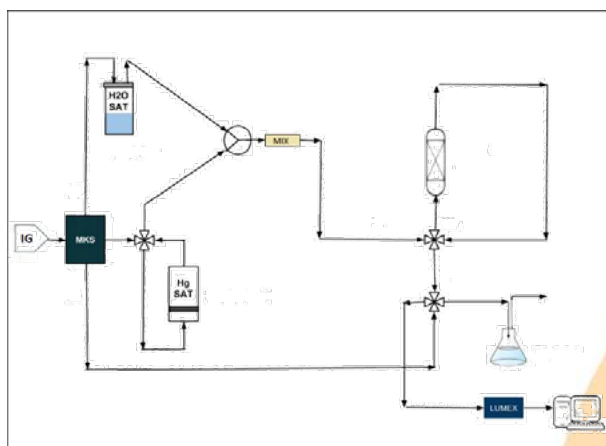 H2O
SAT
MIX
IG
MKS
Hg
SAT
LUMEX